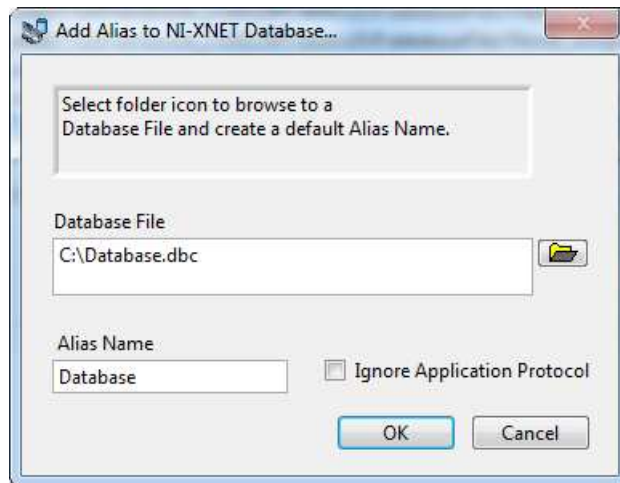 Add Alias to NI-XNET Database...
Select folder icon to browse to a
Database File and create a default Alias Name.
Database File
C:\Database.dbc
Alias Name
Database
Ignore Application Protocol
OK
Cancel